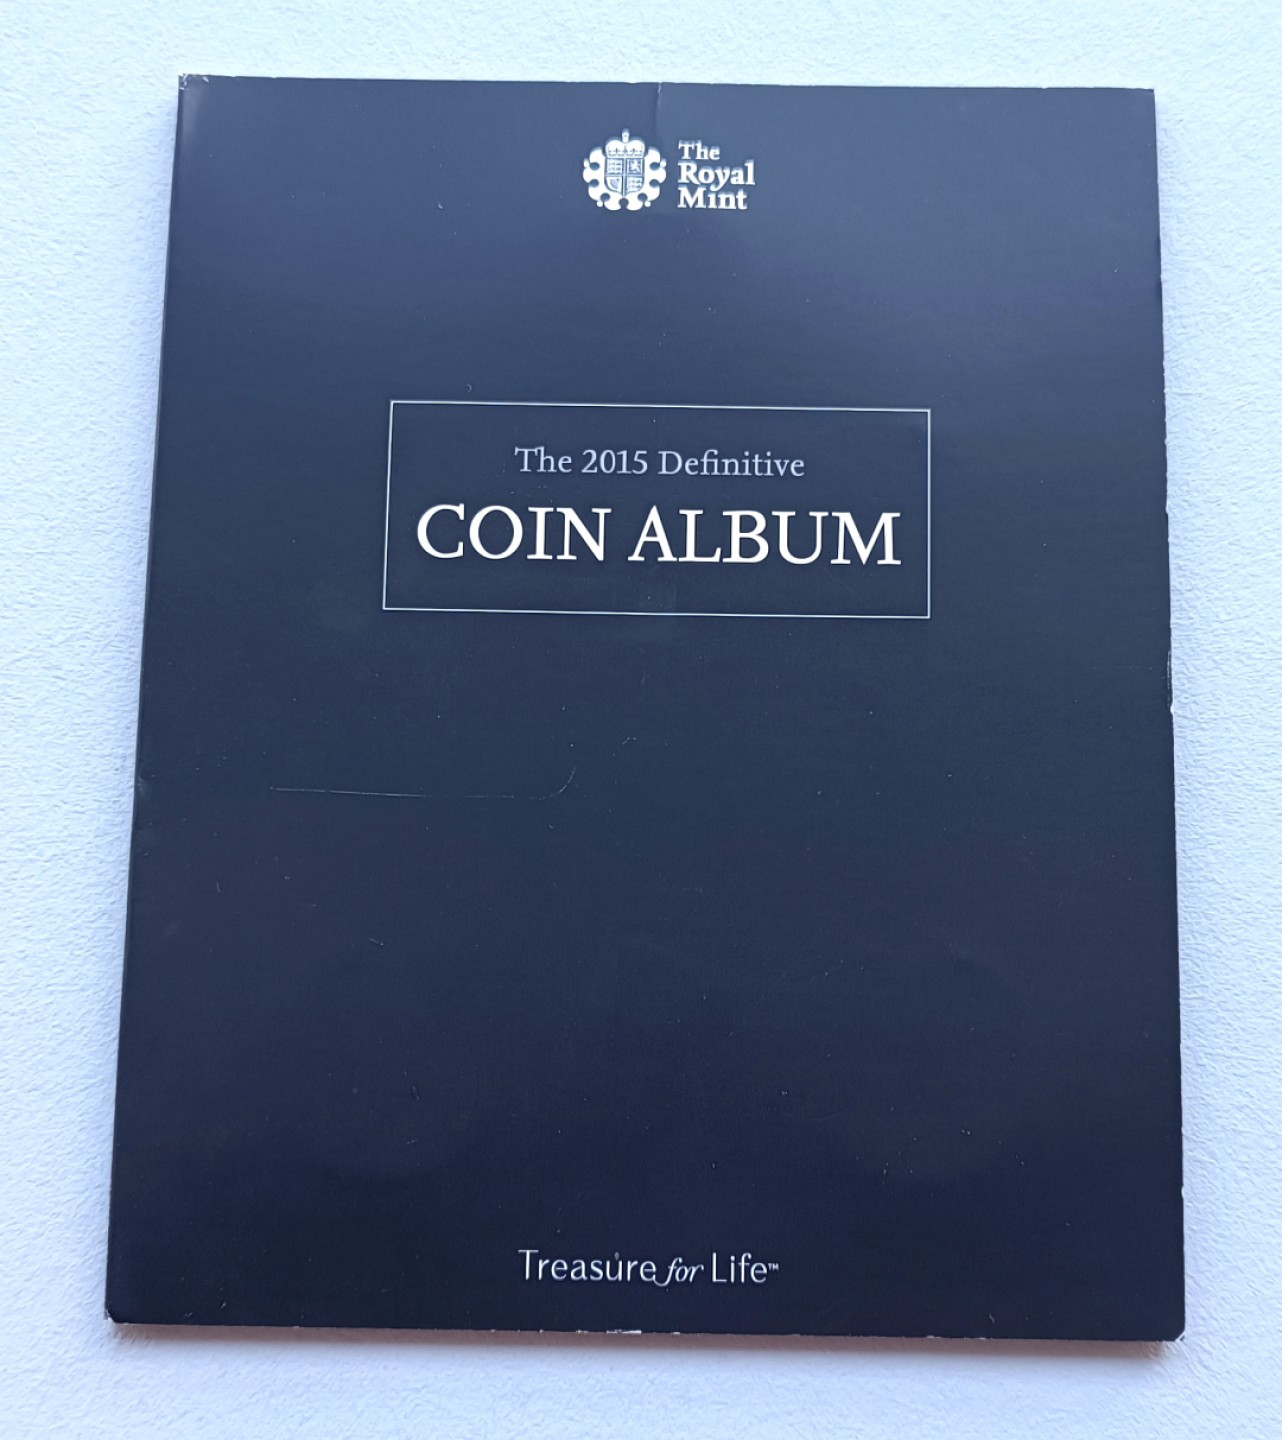 The
Royal
Mint
The 2015 Definitive
COIN ALBUM
Treasure for Life™